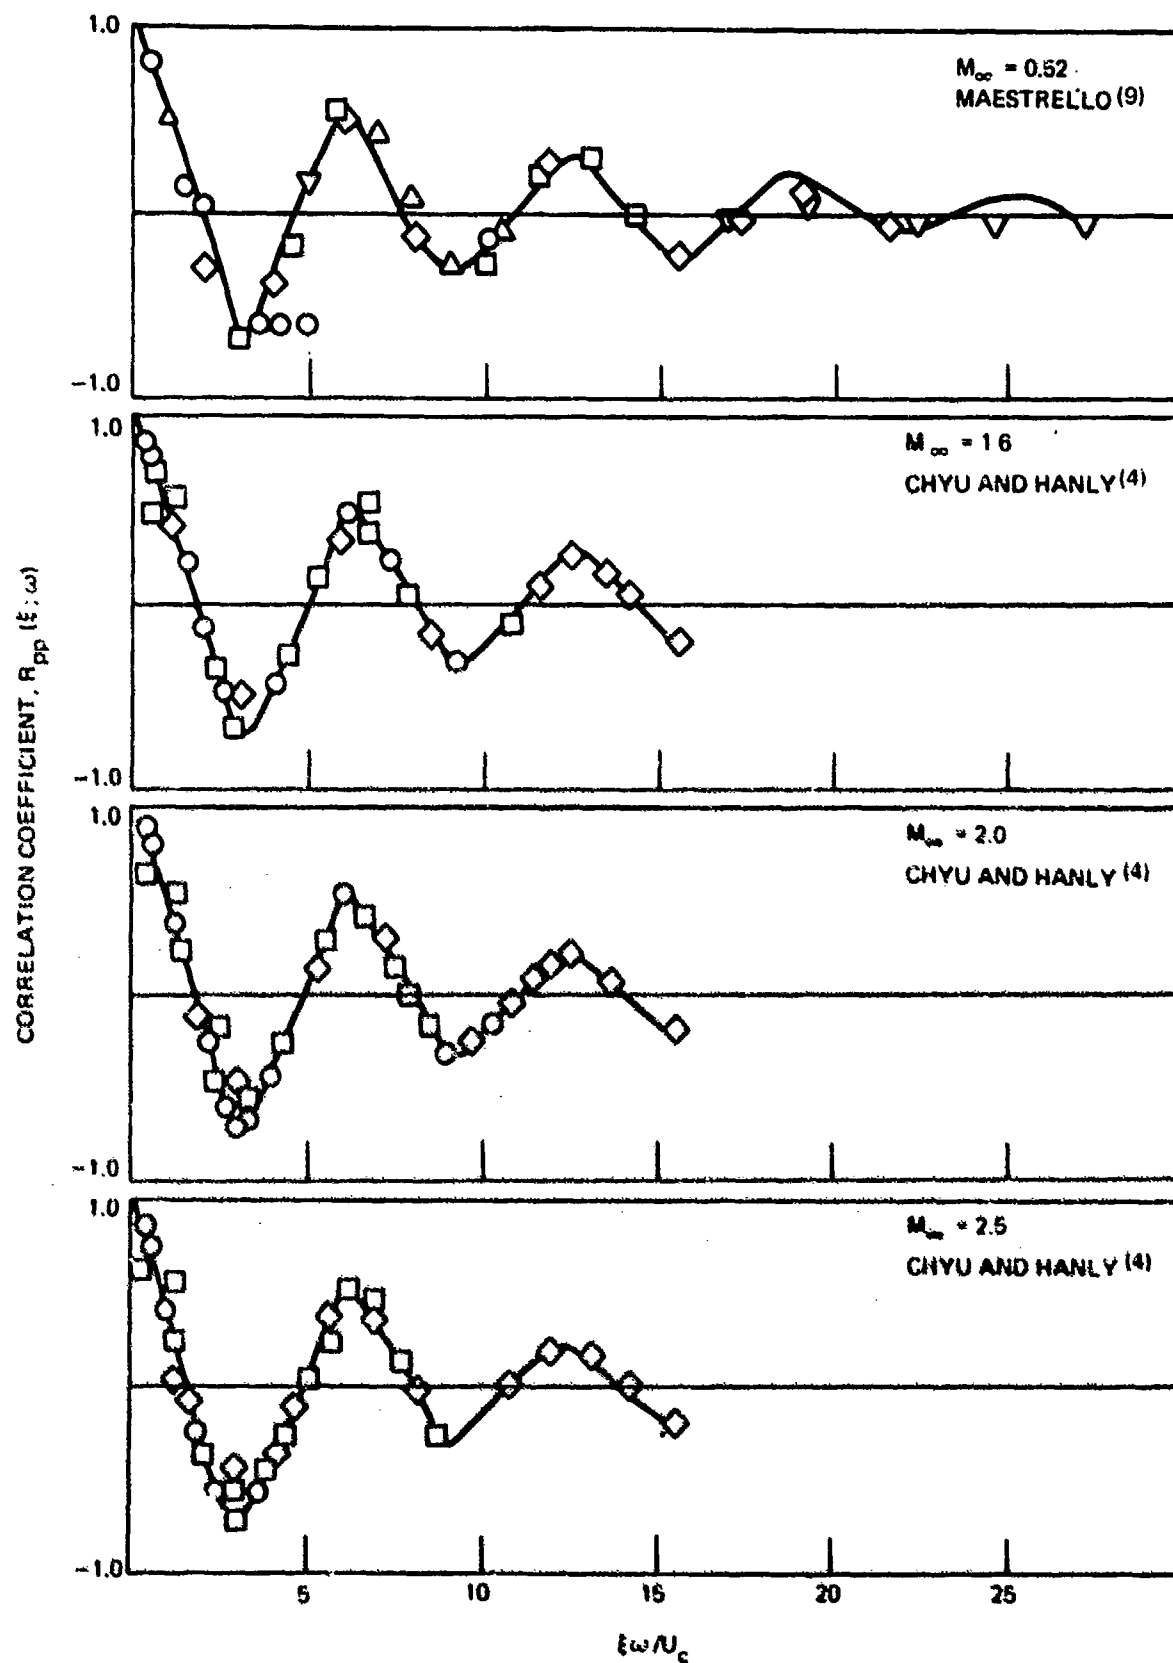 1.0
M∞ = 0.52
MAESTRELLO (9)
-1.0
1.0
M∞ = 1 6
CHYU AND HANLY (4)
-1.0
CORRELATION COEFFICIENT, R_pp (ξ; ω)
1.0
M∞ = 2.0
CHYU AND HANLY (4)
-1.0
1.0
M∞ = 2.5
CHYU AND HANLY (4)
-1.0
5 10 15 20 25
ξω/U_c